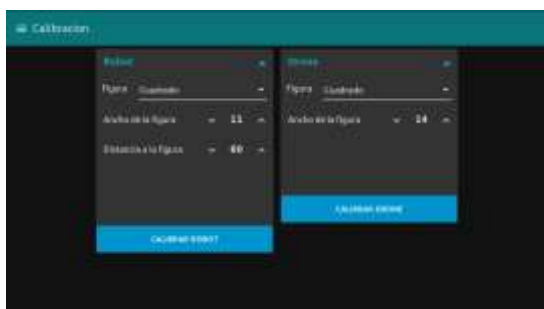 Calibracion
Robot
Figura Cuadrado
Ancho de la figura 11
Distancia a la figura 60
CALIBRAR ROBOT
Drone
Figura Cuadrado
Ancho de la figura 14
CALIBRAR DRONE